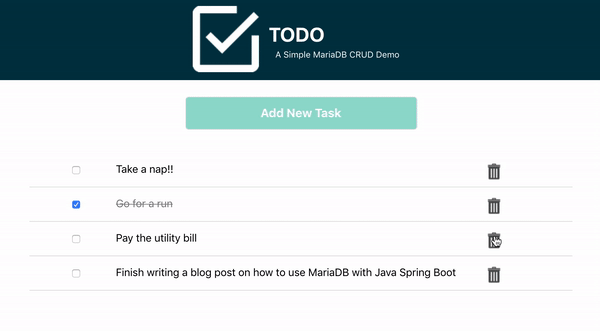 TODO
A Simple MariaDB CRUD Demo
Add New Task
Take a nap!!
Go for a run
Pay the utility bill
Finish writing a blog post on how to use MariaDB with Java Spring Boot